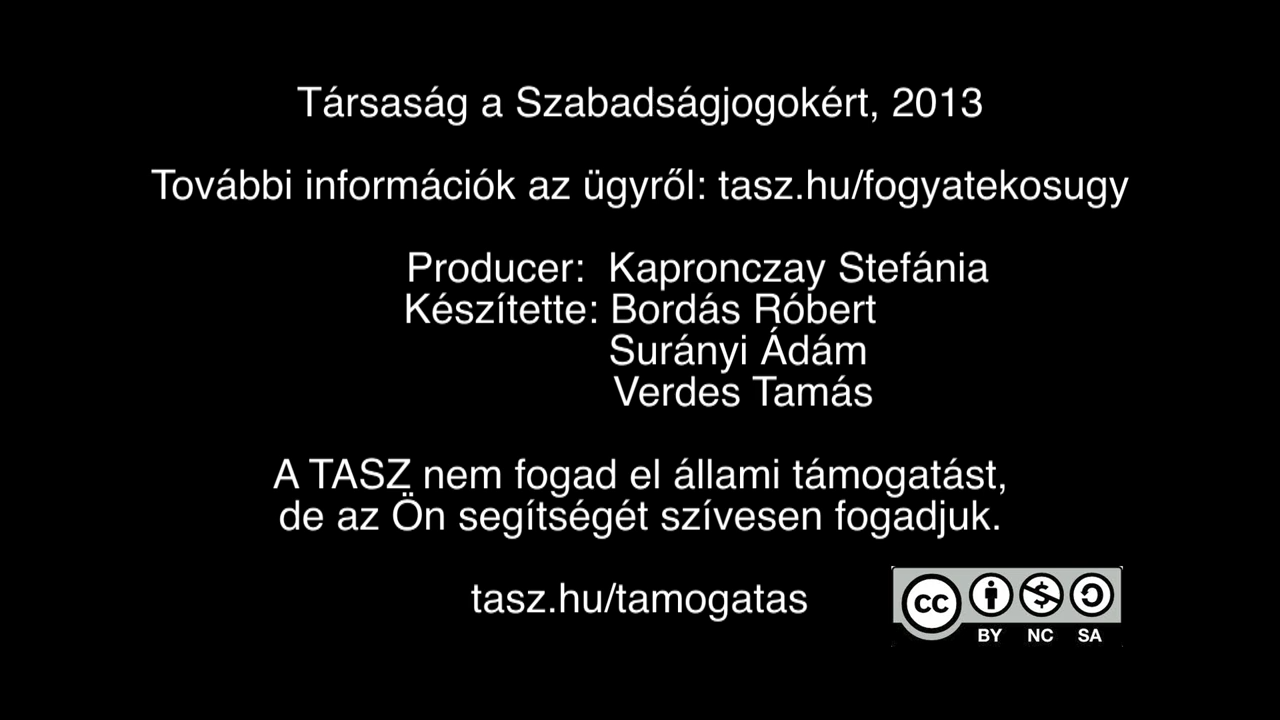 Társaság a Szabadságjogokért, 2013
További információk az ügyről: tasz.hu/fogyatekosugy
Producer: Kapronczay Stefánia
Készítette: Bordás Róbert
Surányi Ádám
Verdes Tamás
A TASZ nem fogad el állami támogatást,
de az Ön segítségét szívesen fogadjuk.
tasz.hu/tamogatas
cc
BY NC SA